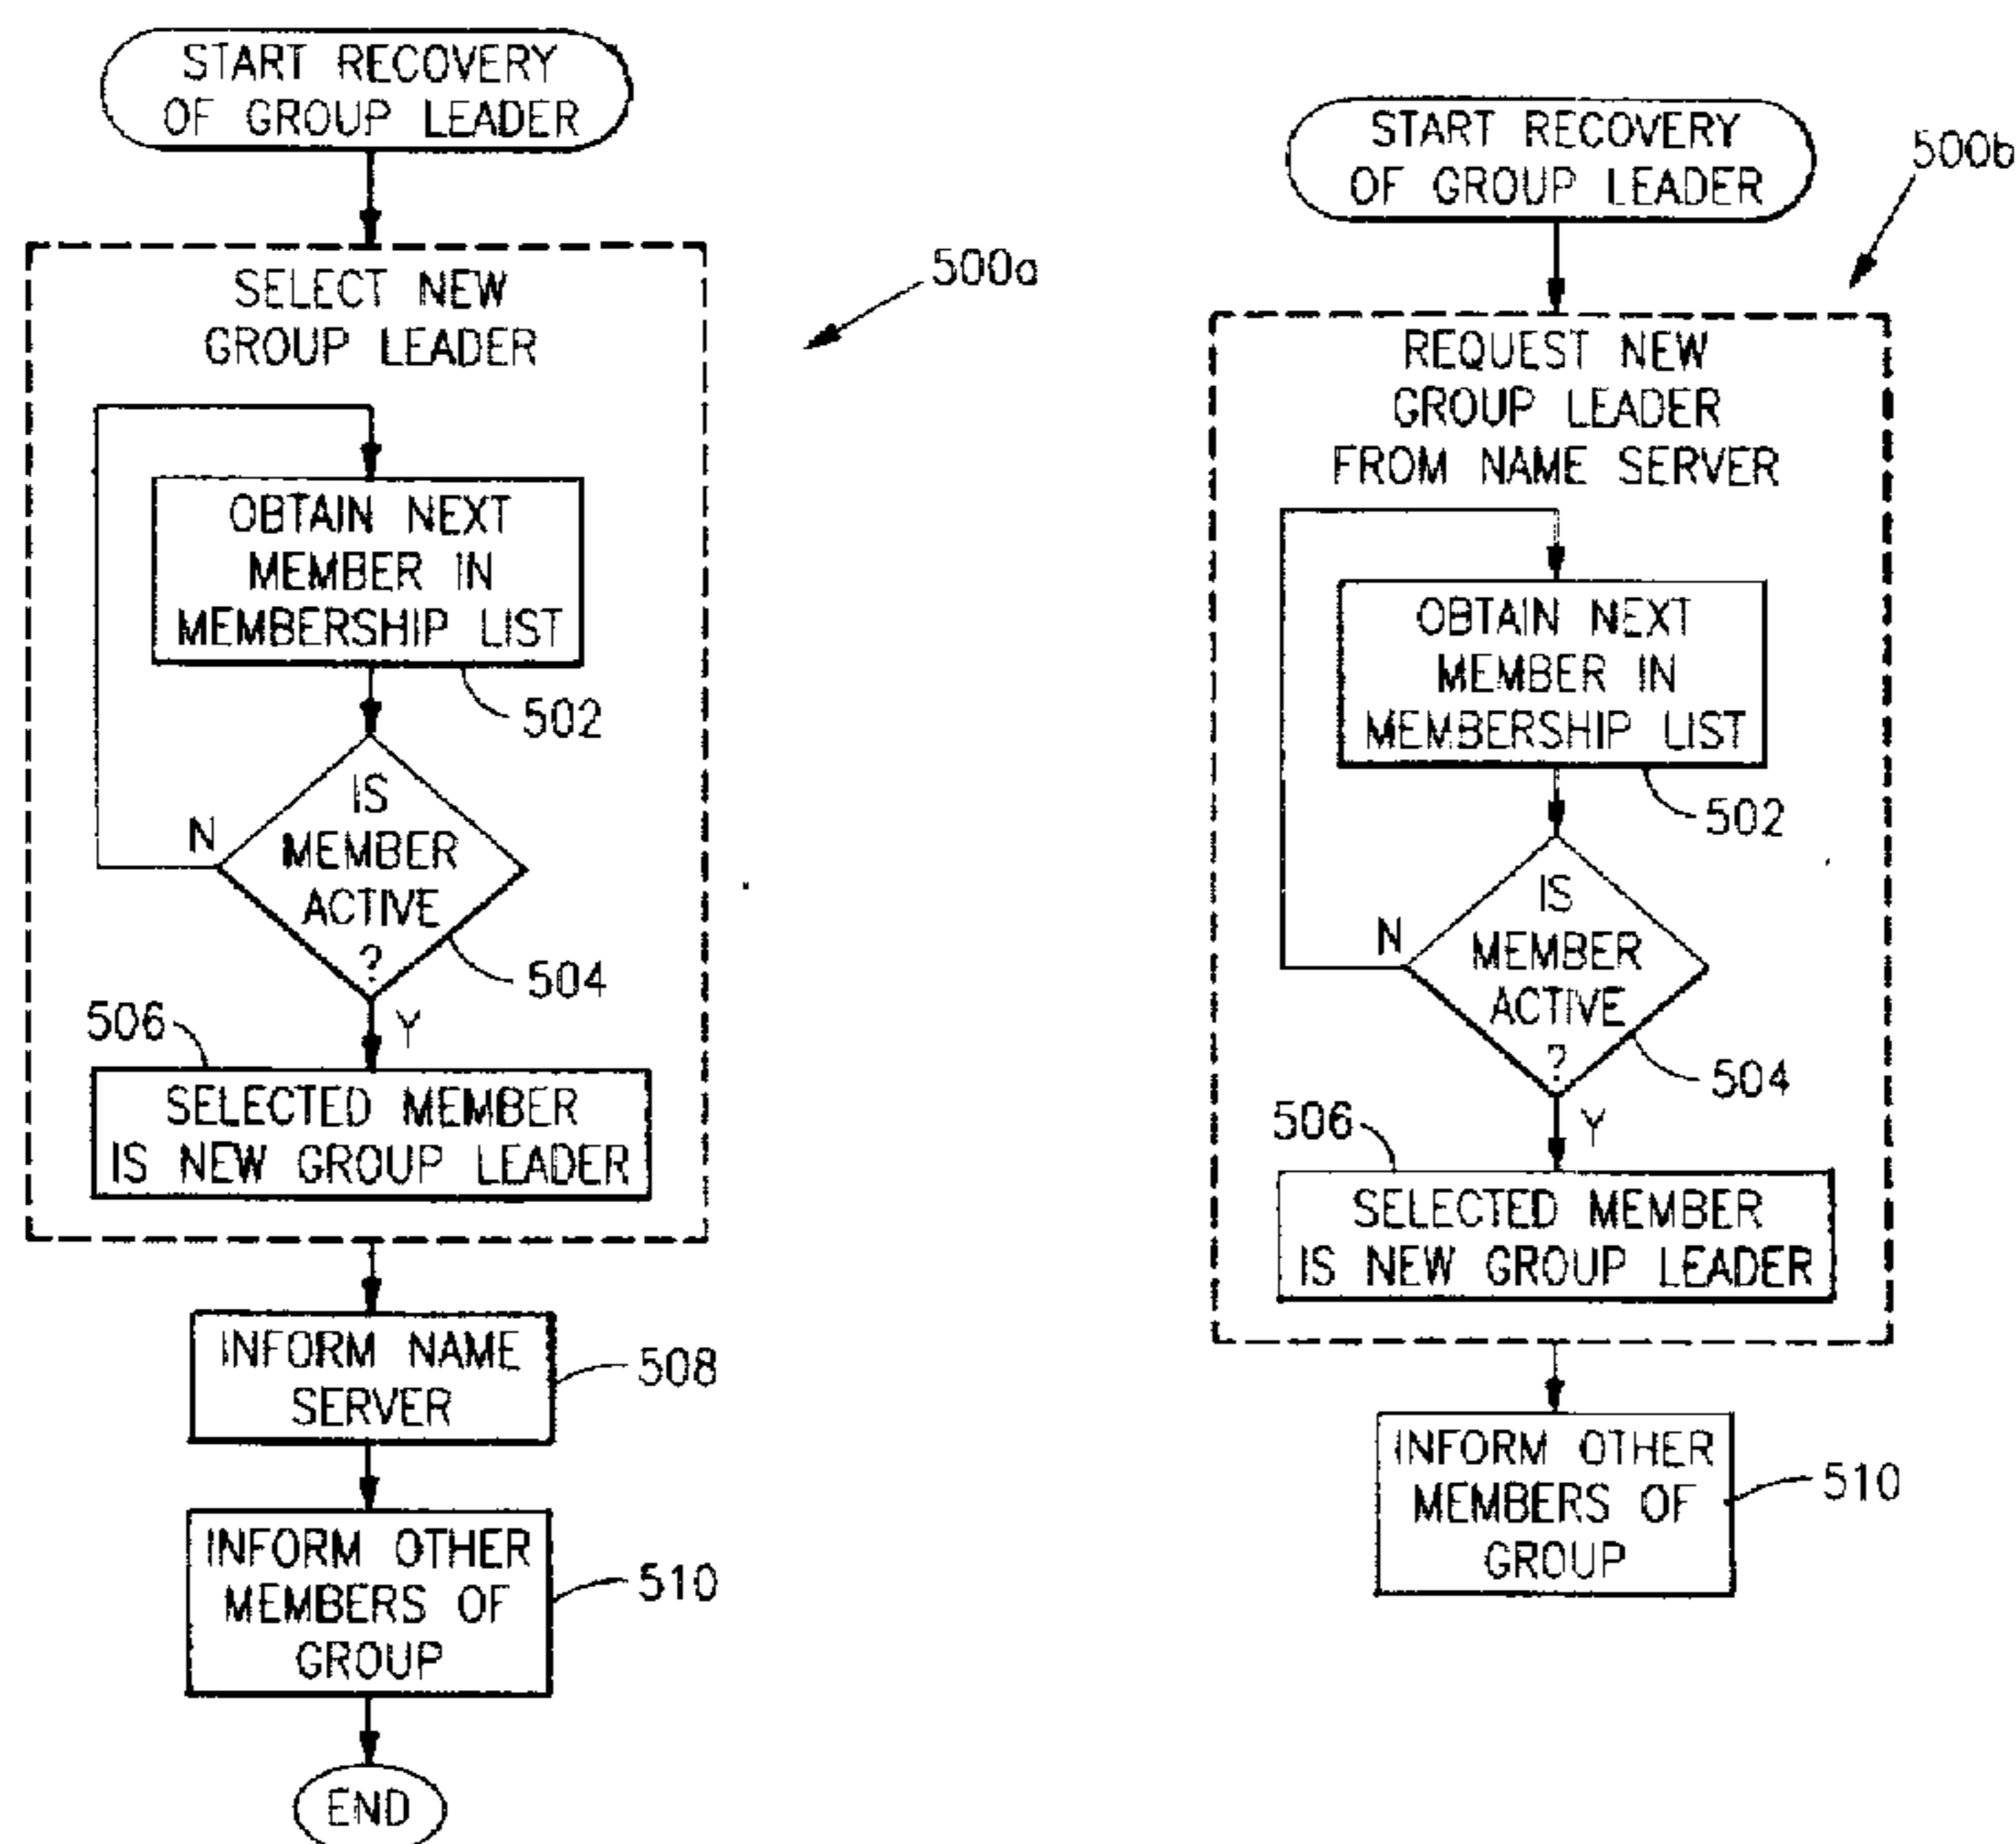 START RECOVERY
OF GROUP LEADER
500a
SELECT NEW
GROUP LEADER
OBTAIN NEXT
MEMBER IN
MEMBERSHIP LIST
502
IS
MEMBER
ACTIVE
?
N
504
Y
506
SELECTED MEMBER
IS NEW GROUP LEADER
INFORM NAME
SERVER
508
INFORM OTHER
MEMBERS OF
GROUP
510
END
START RECOVERY
OF GROUP LEADER
500b
REQUEST NEW
GROUP LEADER
FROM NAME SERVER
OBTAIN NEXT
MEMBER IN
MEMBERSHIP LIST
502
IS
MEMBER
ACTIVE
?
N
504
Y
506
SELECTED MEMBER
IS NEW GROUP LEADER
INFORM OTHER
MEMBERS OF
GROUP
510